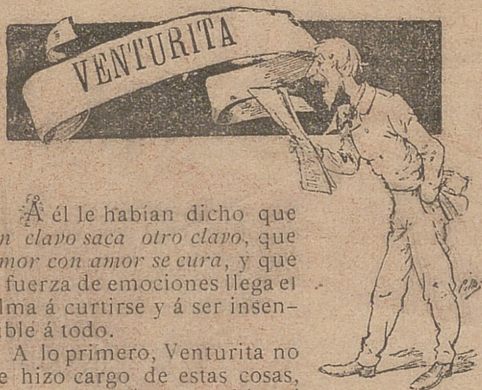 VENTURITA
Á él le habían dicho que
n clavo saca otro clavo, que
mor con amor se cura, y que
fuerza de emociones llega el
lma á curtirse y á ser insen-
ible á todo.
A lo primero, Venturita no
e hizo cargo de estas cosas,